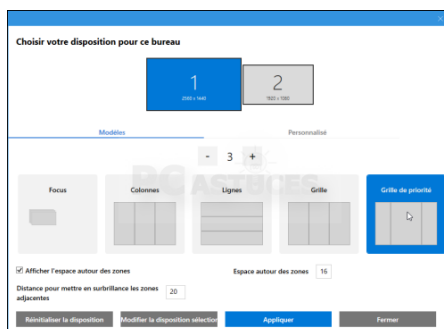 Choisir votre disposition pour ce bureau
1
2560 x 1440
2
1920 x 1080
Modèles
Personnalisé
- 3 +
PC ASTUCES
Focus
Colonnes
Lignes
Grille
Grille de priorité
Afficher l'espace autour des zones
Espace autour des zones 16
Distance pour mettre en surbrillance les zones adjacentes 20
Réinitialiser la disposition
Modifier la disposition sélection
Appliquer
Fermer